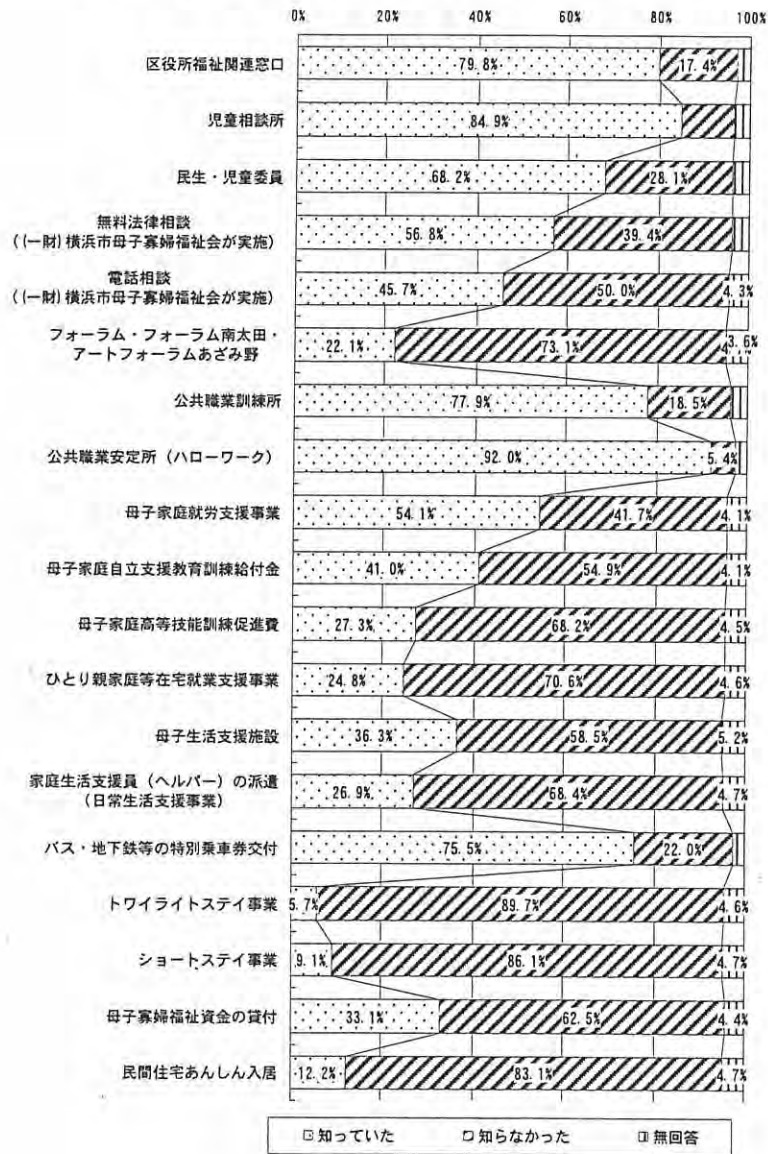 0% 20% 40% 60% 80% 100%
区役所福祉関連窓口 79.8% 17.4%
児童相談所 84.9%
民生・児童委員 68.2% 28.1%
無料法律相談
((一財)横浜市母子寡婦福祉会が実施) 56.8% 39.4%
電話相談
((一財)横浜市母子寡婦福祉会が実施) 45.7% 50.0% 4.3%
フォーラム・フォーラム南太田・
アートフォーラムあざみ野 22.1% 73.1% 3.6%
公共職業訓練所 77.9% 18.5%
公共職業安定所(ハローワーク) 92.0% 5.4%
母子家庭就労支援事業 54.1% 41.7% 4.1%
母子家庭自立支援教育訓練給付金 41.0% 54.9% 4.1%
母子家庭高等技能訓練促進費 27.3% 68.2% 4.5%
ひとり親家庭等在宅就業支援事業 24.8% 70.6% 4.6%
母子生活支援施設 36.3% 58.5% 5.2%
家庭生活支援員(ヘルパー)の派遣
(日常生活支援事業) 26.9% 68.4% 4.7%
バス・地下鉄等の特別乗車券交付 75.5% 22.0%
トワイライトステイ事業 5.7% 89.7% 4.6%
ショートステイ事業 9.1% 86.1% 4.7%
母子寡婦福祉資金の貸付 33.1% 62.5% 4.4%
民間住宅あんしん入居 12.2% 83.1% 4.7%
知っていた 知らなかった 無回答